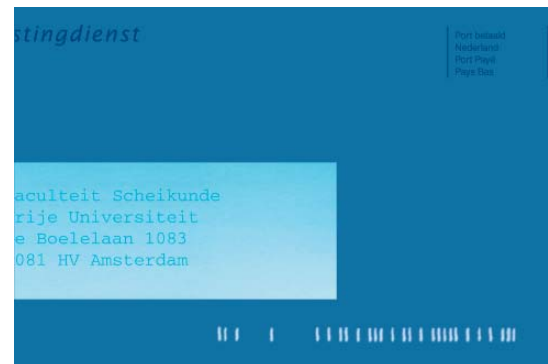 stingdienst
Port betaald
Nederland
Port Payé
Pays Bas
aculteit Scheikunde
rije Universiteit
e Boelelaan 1083
081 HV Amsterdam